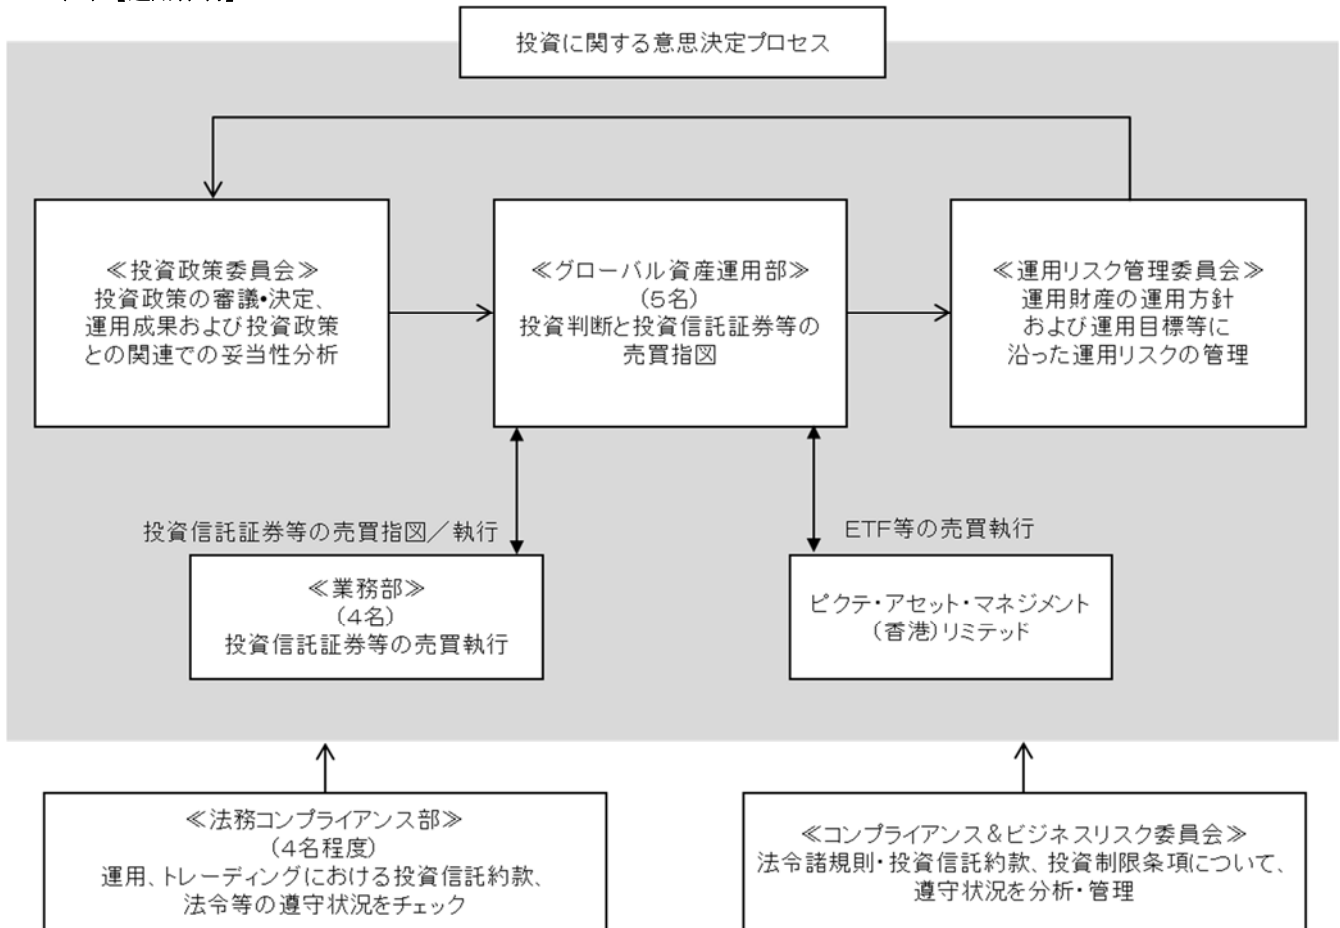 投資に関する意思決定プロセス
≪投資政策委員会≫
投資政策の審議・決定、
運用成果および投資政策
との関連での妥当性分析
≪グローバル資産運用部≫
（５名）
投資判断と投資信託証券等の
売買指図
≪運用リスク管理委員会≫
運用財産の運用方針
および運用目標等に
沿った運用リスクの管理
投資信託証券等の売買指図／執行
ＥＴＦ等の売買執行
≪業務部≫
（４名）
投資信託証券等の売買執行
ピクテ・アセット・マネジメント
（香港）リミテッド
≪法務コンプライアンス部≫
（４名程度）
運用、トレーディングにおける投資信託約款、
法令等の遵守状況をチェック
≪コンプライアンス＆ビジネスリスク委員会≫
法令諸規則・投資信託約款、投資制限条項について、
遵守状況を分析・管理